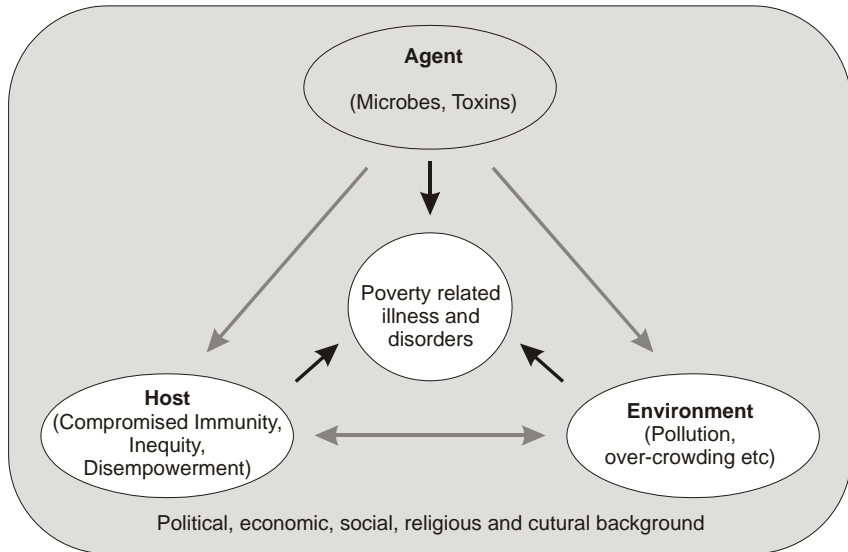 Agent
(Microbes, Toxins)
Poverty related
illness and
disorders
Host
(Compromised Immunity,
Inequity,
Disempowerment)
Environment
(Pollution,
over-crowding etc)
Political, economic, social, religious and cutural background